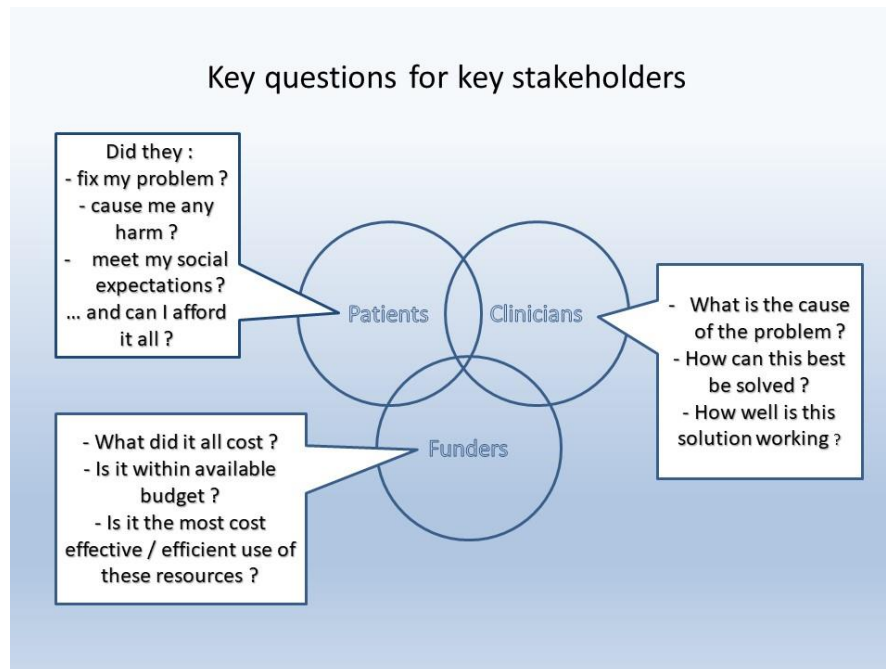 Key questions for key stakeholders
Did they :
- fix my problem ?
- cause me any
harm ?
- meet my social
expectations ?
... and can I afford
it all ?
Patients
Clinicians
- What is the cause
of the problem ?
- How can this best
be solved ?
- How well is this
solution working ?
- What did it all cost ?
- Is it within available
budget ?
- Is it the most cost
effective / efficient use of
these resources ?
Funders